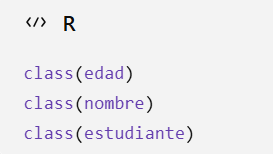 </> R
class(edad)
class(nombre)
class(estudiante)